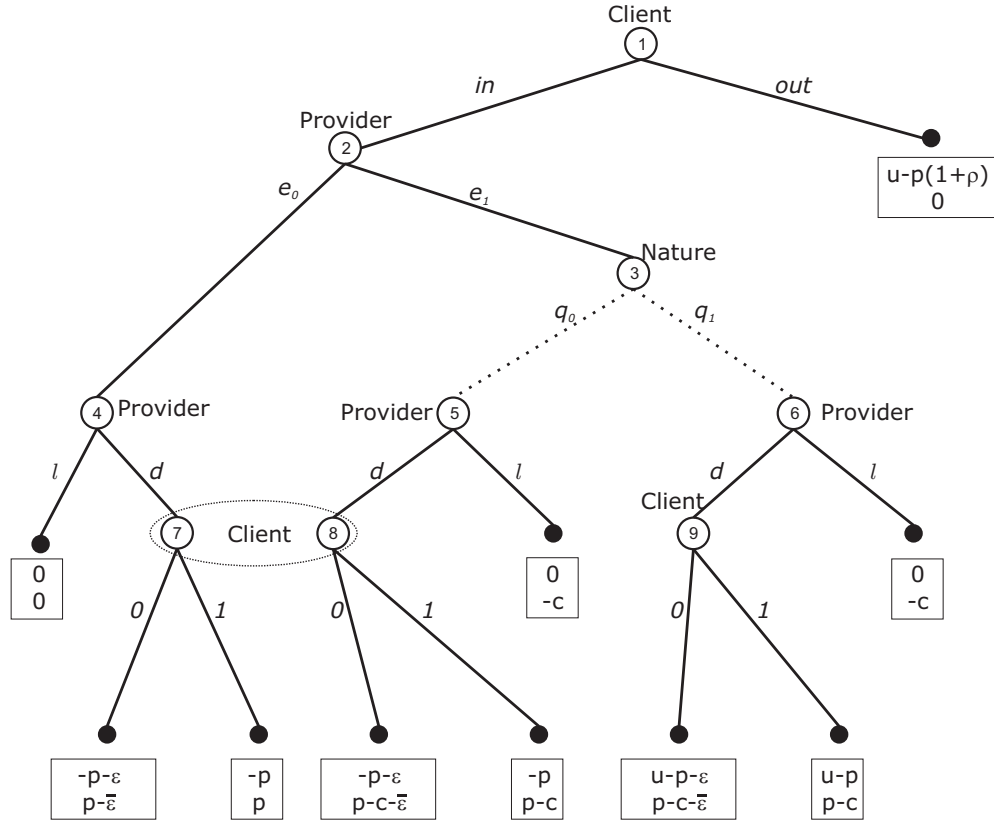 Client
1
in
out
Provider
2
u-p(1+ρ)
0
e₀
e₁
Nature
3
q₀
q₁
4
Provider
Provider
5
6
Provider
l
d
d
l
d
l
Client
7
Client
8
9
0
0
0
-c
0
-c
0
1
0
1
0
1
-p-ε
p-ε̅
-p
p
-p-ε
p-c-ε̅
-p
p-c
u-p-ε
p-c-ε̅
u-p
p-c